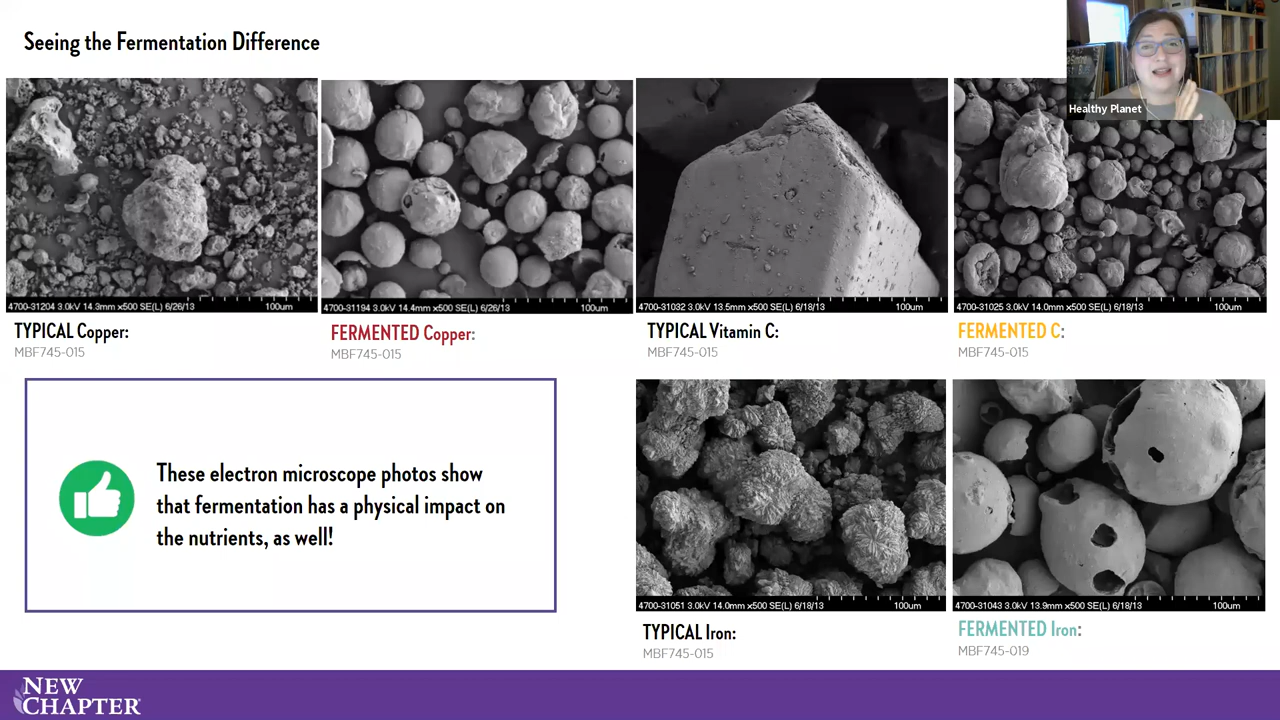 Seeing the Fermentation Difference
Healthy Planet
4700-31204 3.0kV 14.3mm x500 SE(L) 6/26/13 100um
4700-31194 3.0kV 14.4mm x500 SE(L) 6/26/13 100um
4700-31032 3.0kV 13.5mm x500 SE(L) 6/18/13 100um
4700-31025 3.0kV 14.0mm x500 SE(L) 6/18/13 100um
TYPICAL Copper:
MBF745-015
FERMENTED Copper:
MBF745-015
TYPICAL Vitamin C:
MBF745-015
FERMENTED C:
MBF745-015
These electron microscope photos show
that fermentation has a physical impact on
the nutrients, as well!
4700-31051 3.0kV 14.0mm x500 SE(L) 6/18/13 100um
4700-31043 3.0kV 13.9mm x500 SE(L) 6/18/13 100um
TYPICAL Iron:
MBF745-015
FERMENTED Iron:
MBF745-019
NEW
CHAPTER